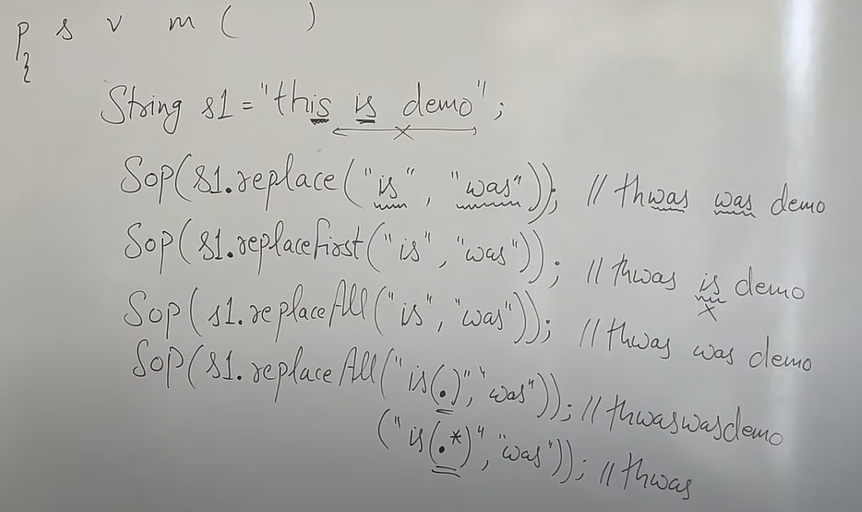 p s v m ( )
{
String s1 = "this is demo";
Sop(s1.replace("is", "was")); // thwas was demo
Sop(s1.replaceFirst("is", "was")); // thwas is demo
Sop(s1.replaceAll("is", "was")); // thwas was demo
Sop(s1.replaceAll("is(.)", "was")); // thwaswasdemo
("is(.*)", "was")); // thwas